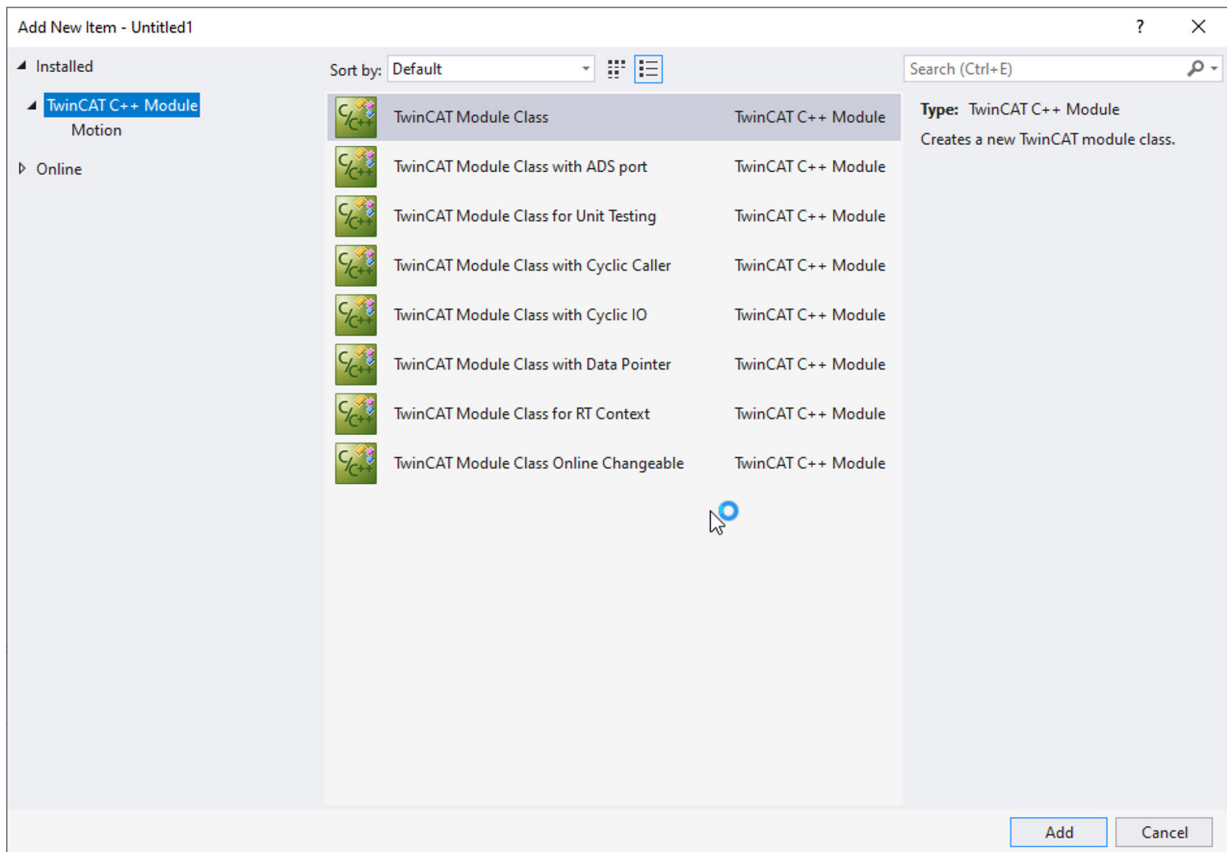 Add New Item - Untitled1
?
Installed
TwinCAT C++ Module
Motion
Online
Sort by: Default
Search (Ctrl+E)
TwinCAT Module Class TwinCAT C++ Module
TwinCAT Module Class with ADS port TwinCAT C++ Module
TwinCAT Module Class for Unit Testing TwinCAT C++ Module
TwinCAT Module Class with Cyclic Caller TwinCAT C++ Module
TwinCAT Module Class with Cyclic IO TwinCAT C++ Module
TwinCAT Module Class with Data Pointer TwinCAT C++ Module
TwinCAT Module Class for RT Context TwinCAT C++ Module
TwinCAT Module Class Online Changeable TwinCAT C++ Module
Type: TwinCAT C++ Module
Creates a new TwinCAT module class.
Add
Cancel